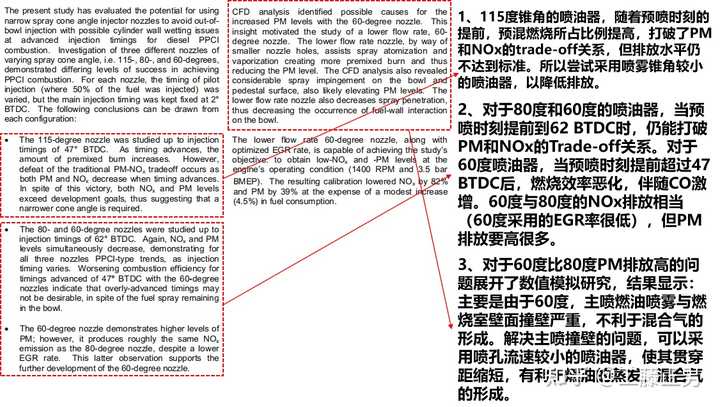 The present study has evaluated the potential for using
narrow spray cone angle injector nozzles to avoid out-of-
bowl injection with possible cylinder wall wetting issues
at advanced injection timings for diesel PPCI
combustion. Investigation of three different nozzles of
varying spray cone angle, i.e. 115-, 80-, and 60-degrees,
demonstrated differing levels of success in achieving
PPCI combustion. For each nozzle, the timing of pilot
injection (where 50% of the fuel was injected) was
varied, but the main injection timing was kept fixed at 2°
BTDC. The following conclusions can be drawn from
each configuration:
• The 115-degree nozzle was studied up to injection
timings of 47° BTDC. As timing advances, the
amount of premixed burn increases. However,
defeat of the traditional PM-NOx tradeoff occurs as
both PM and NOx decrease when timing advances.
In spite of this victory, both NOx and PM levels
exceed development goals, thus suggesting that a
narrower cone angle is required.
• The 80- and 60-degree nozzles were studied up to
injection timings of 62° BTDC. Again, NOx and PM
levels simultaneously decrease, demonstrating for
all three nozzles PPCI-type trends, as injection
timing varies. Worsening combustion efficiency for
timings advanced of 47° BTDC with the 60-degree
nozzles indicate that overly-advanced timings may
not be desirable, in spite of the fuel spray remaining
in the bowl.
• The 60-degree nozzle demonstrates higher levels of
PM; however, it produces roughly the same NOx
emission as the 80-degree nozzle, despite a lower
EGR rate. This latter observation supports the
further development of the 60-degree nozzle.
CFD analysis identified possible causes for the
increased PM levels with the 60-degree nozzle. This
insight motivated the study of a lower flow rate, 60-
degree nozzle. The lower flow rate nozzle, by way of
smaller nozzle holes, assists spray atomization and
vaporization creating more premixed burn and thus
reducing the PM level. The CFD analysis also revealed
considerable spray impingement on the bowl and
pedestal surface, also likely elevating PM levels. The
lower flow rate nozzle also decreases spray penetration,
thus decreasing the occurrence of fuel-wall interaction
on the bowl.
The lower flow rate 60-degree nozzle, along with
optimized EGR rate, is capable of achieving the study's
objective: to obtain low-NOx and -PM levels at the
engine's operating condition (1400 RPM and 3.5 bar
BMEP). The resulting calibration lowered NOx by 82%
and PM by 39% at the expense of a modest increase
(4.5%) in fuel consumption.
1、115度锥角的喷油器，随着预喷时刻的
提前，预混燃所占比例提高，打破了PM
和NOx的trade-off关系，但排放水平仍
不达到标准。所以尝试采用喷雾锥角较小
的喷油器，以降低排放。
2、对于80度和60度的喷油器，当预
喷时刻提前到62 BTDC时，仍能打破
PM和NOx的Trade-off关系。对于
60度喷油器，当预喷时刻提前超过47
BTDC后，燃烧效率恶化，伴随CO激
增。60度与80度的NOx排放相当
（60度采用的EGR率很低），但PM
排放要高很多。
3、对于60度比80度PM排放高的问
题展开了数值模拟研究，结果显示：
主要是由于60度，主喷燃油喷雾与燃
烧室壁面撞壁严重，不利于混合气的
形成。解决主喷撞壁的问题，可以采
用喷孔流速较小的喷油器，使其贯穿
距缩短，有利于燃油的蒸发，混合气
的形成。